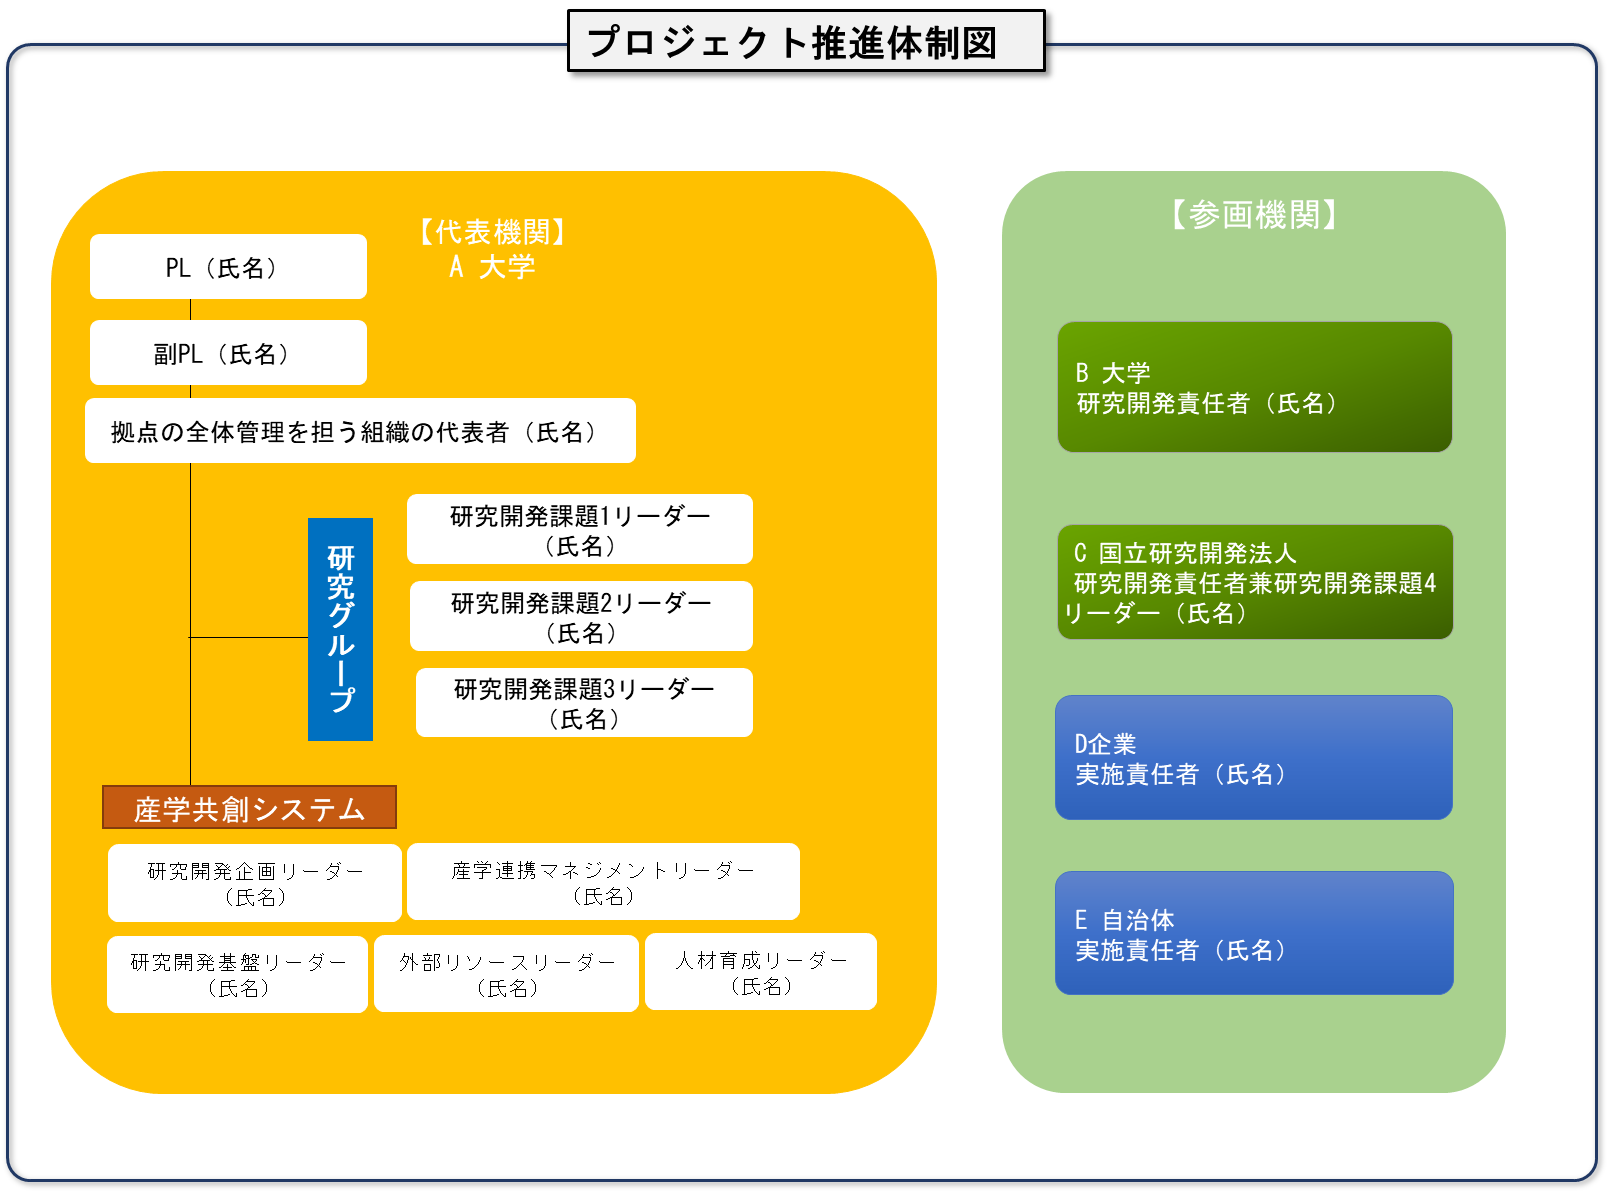 プロジェクト推進体制図
【代表機関】
A 大学
PL（氏名）
副PL（氏名）
拠点の全体管理を担う組織の代表者（氏名）
研究グループ
研究開発課題1リーダー
（氏名）
研究開発課題2リーダー
（氏名）
研究開発課題3リーダー
（氏名）
産学共創システム
研究開発企画リーダー
（氏名）
産学連携マネジメントリーダー
（氏名）
研究開発基盤リーダー
（氏名）
外部リソースリーダー
（氏名）
人材育成リーダー
（氏名）
【参画機関】
B 大学
研究開発責任者（氏名）
C 国立研究開発法人
研究開発責任者兼研究開発課題4
リーダー（氏名）
D企業
実施責任者（氏名）
E 自治体
実施責任者（氏名）